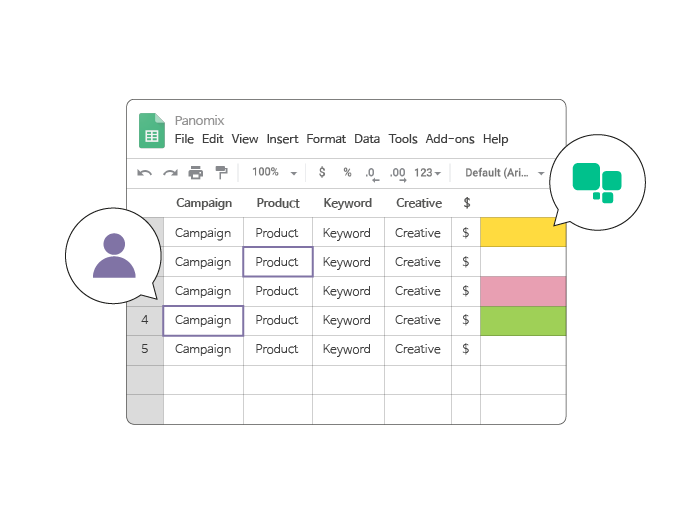 Panomix
File Edit View Insert Format Data Tools Add-ons Help
100% $ % .0 .00 123 Default (Ari...
Campaign Product Keyword Creative $
Campaign Product Keyword Creative $
Campaign Product Keyword Creative $
Campaign Product Keyword Creative $
4 Campaign Product Keyword Creative $
5 Campaign Product Keyword Creative $